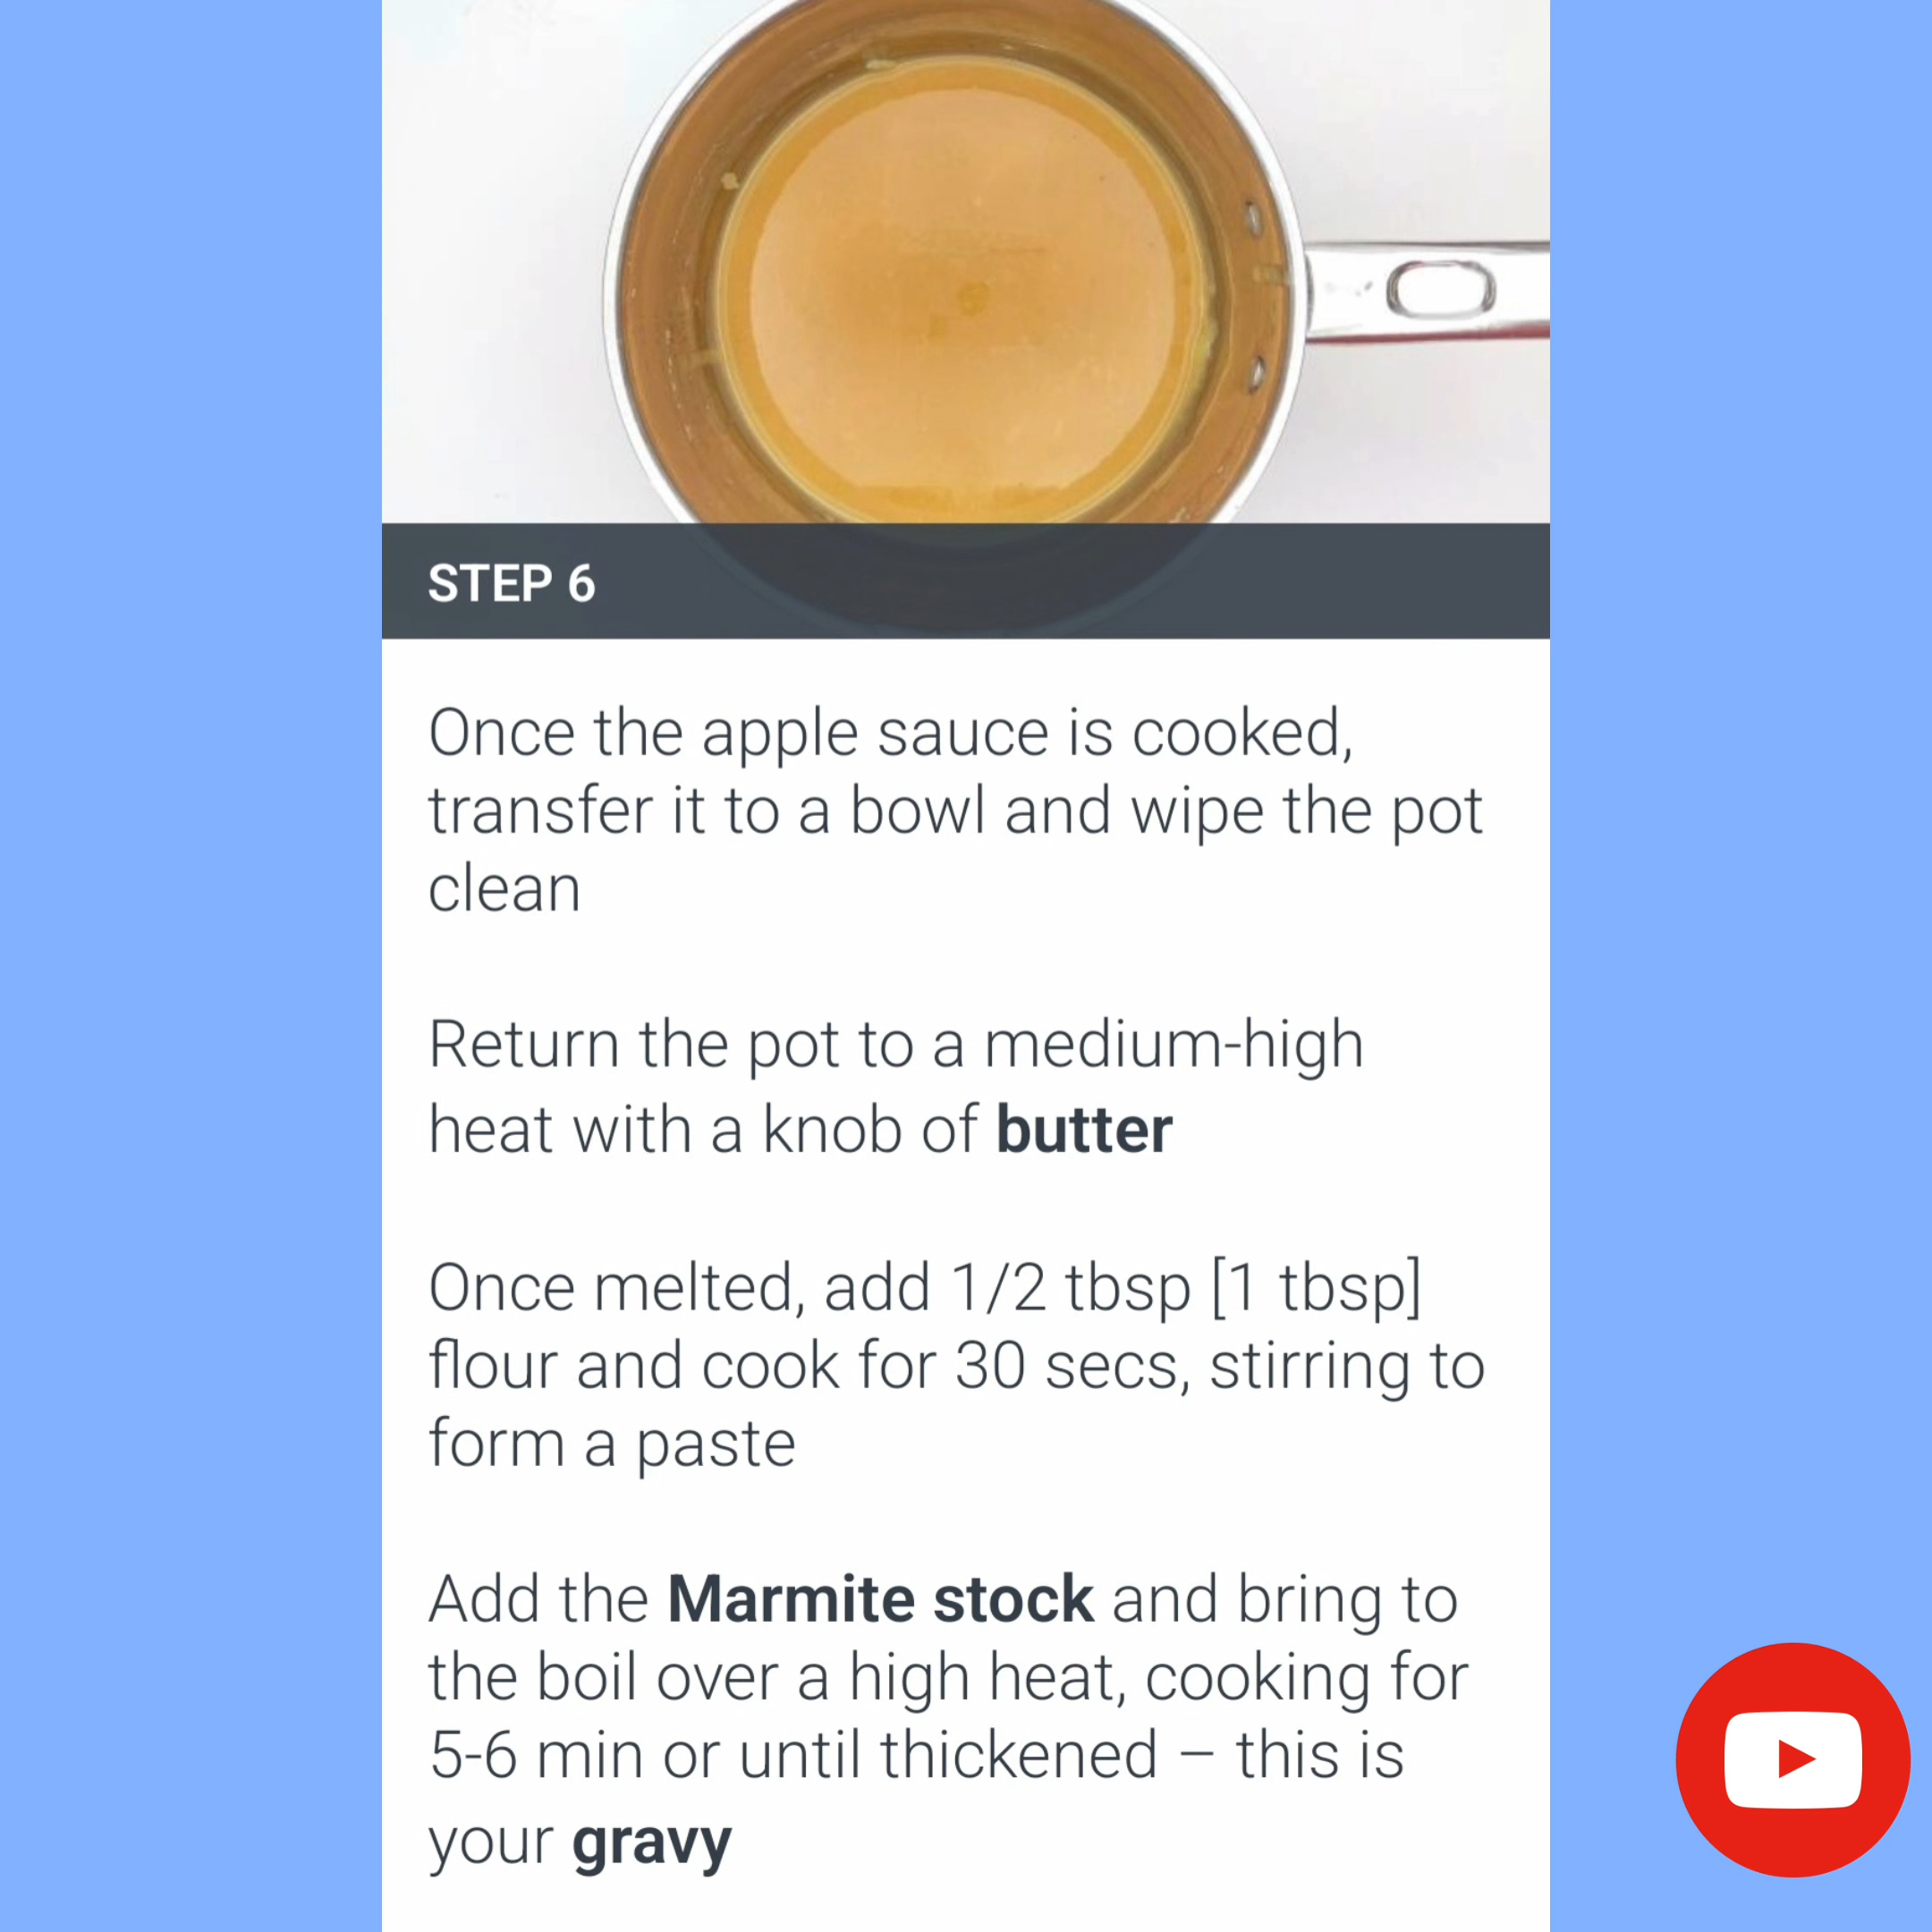 STEP 6
Once the apple sauce is cooked,
transfer it to a bowl and wipe the pot
clean
Return the pot to a medium-high
heat with a knob of butter
Once melted, add 1/2 tbsp [1 tbsp]
flour and cook for 30 secs, stirring to
form a paste
Add the Marmite stock and bring to
the boil over a high heat, cooking for
5-6 min or until thickened – this is
your gravy